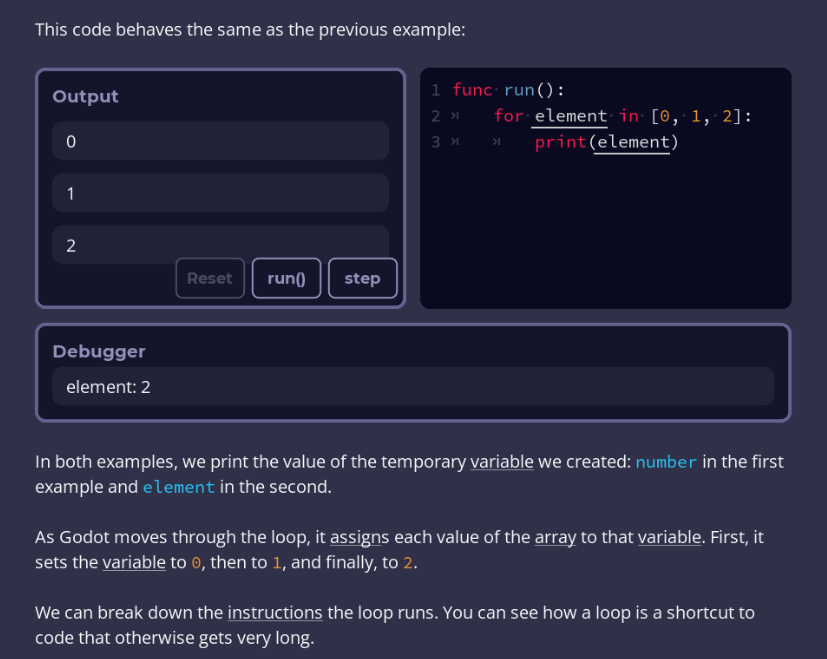 This code behaves the same as the previous example:
Output
0
1
2
Reset run() step
1 func run():
2 for element in [0, 1, 2]:
3 print(element)
Debugger
element: 2
In both examples, we print the value of the temporary variable we created: number in the first
example and element in the second.
As Godot moves through the loop, it assigns each value of the array to that variable. First, it
sets the variable to 0, then to 1, and finally, to 2.
We can break down the instructions the loop runs. You can see how a loop is a shortcut to
code that otherwise gets very long.